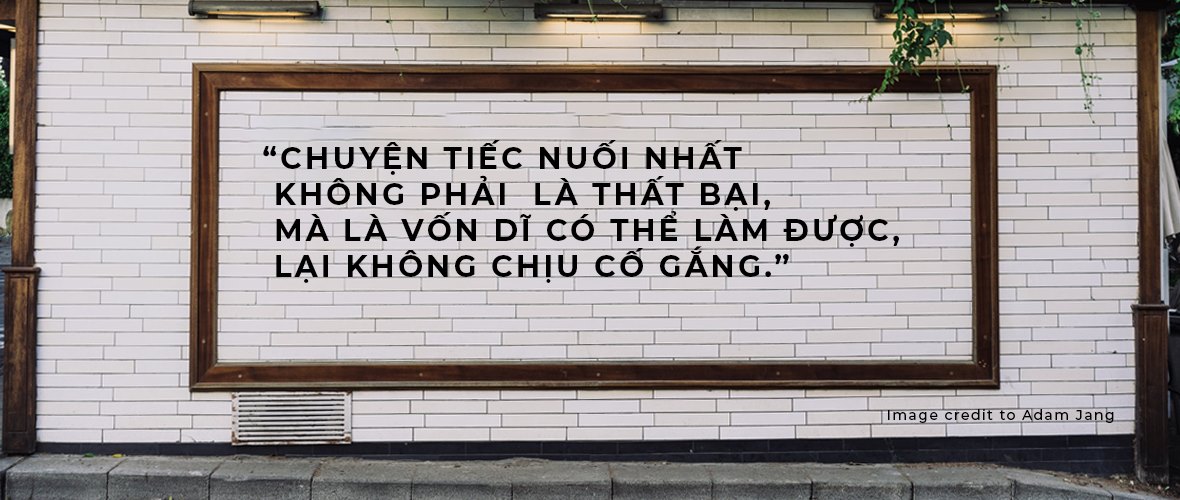 “CHUYỆN TIẾC NUỐI NHẤT
KHÔNG PHẢI LÀ THẤT BẠI,
MÀ LÀ VỐN DĨ CÓ THỂ LÀM ĐƯỢC,
LẠI KHÔNG CHỊU CỐ GẮNG.”
Image credit to Adam Jang